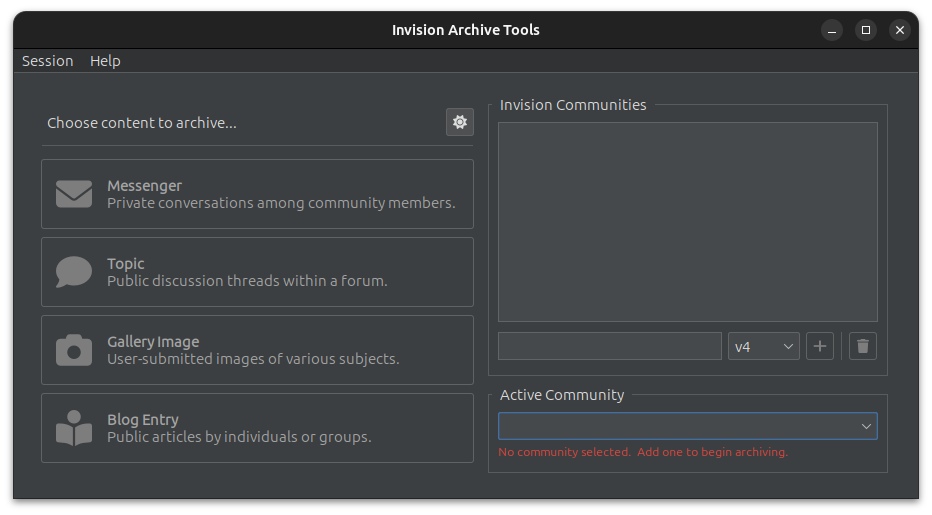 Invision Archive Tools
Session Help
Choose content to archive...
Messenger
Private conversations among community members.
Topic
Public discussion threads within a forum.
Gallery Image
User-submitted images of various subjects.
Blog Entry
Public articles by individuals or groups.
Invision Communities
v4
Active Community
No community selected. Add one to begin archiving.